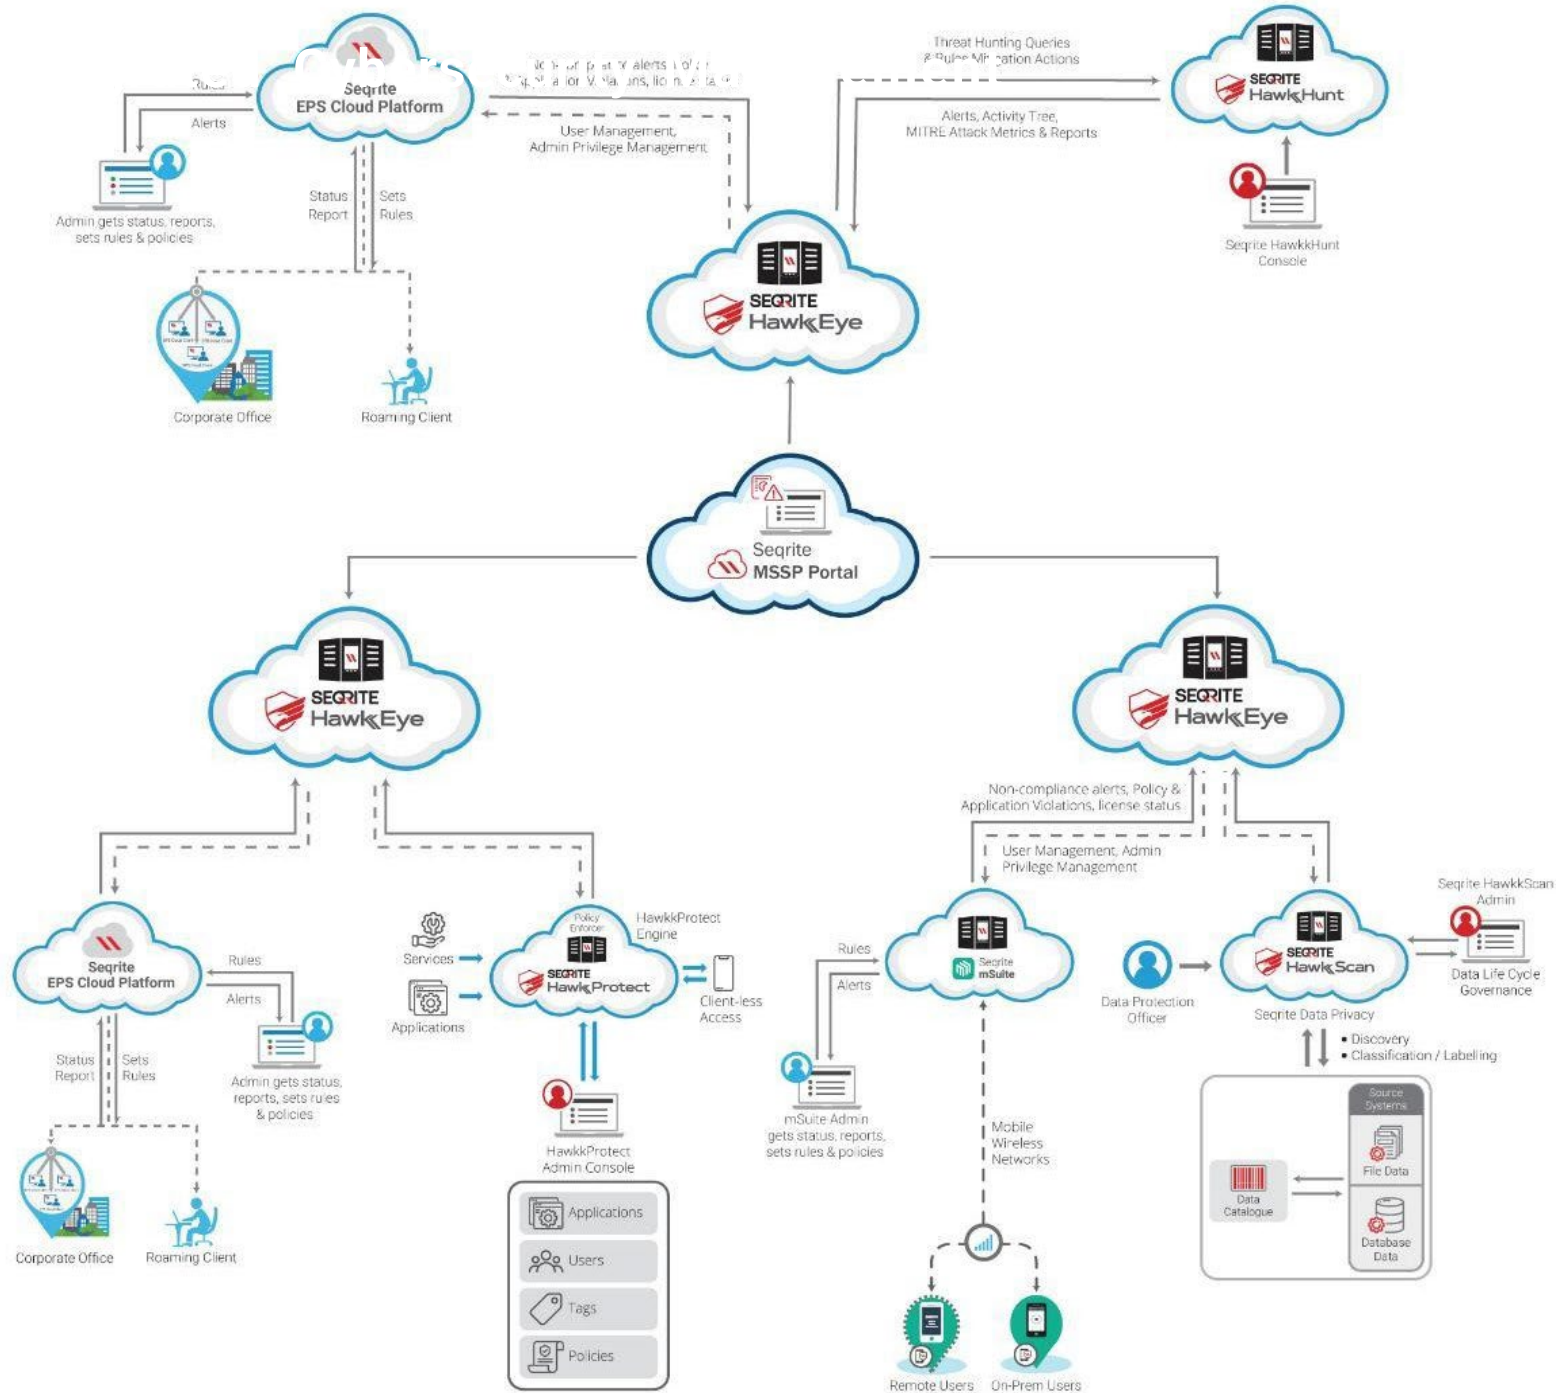 Rules
Alerts
Seqrite
EPS Cloud Platform
Admin gets status, reports,
sets rules & policies
Status
Report
Sets
Rules
Corporate Office
Roaming Client
User Management,
Admin Privilege Management
Threat Hunting Queries
& Rules Mitigation Actions
Alerts, Activity Tree,
MITRE Attack Metrics & Reports
SEQRITE
HawkkHunt
Seqrite HawkkHunt
Console
SEQRITE
HawkkEye
Seqrite
MSSP Portal
SEQRITE
HawkkEye
SEQRITE
HawkkEye
Non-compliance alerts, Policy &
Application Violations, license status
User Management, Admin
Privilege Management
Seqrite
EPS Cloud Platform
Rules
Alerts
Status
Report
Sets
Rules
Admin gets status,
reports, sets rules
& policies
Corporate Office
Roaming Client
Services
Applications
Policy
Enforcer
SEQRITE
HawkkProtect
HawkkProtect
Engine
Client-less
Access
HawkkProtect
Admin Console
Applications
Users
Tags
Policies
Rules
Alerts
Seqrite
mSuite
mSuite Admin
gets status, reports,
sets rules & policies
Mobile
Wireless
Networks
Remote Users
On-Prem Users
Data Protection
Officer
SEQRITE
HawkkScan
Seqrite Data Privacy
Seqrite HawkkScan
Admin
Data Life Cycle
Governance
• Discovery
• Classification / Labelling
Source
Systems
File Data
Database
Data
Data
Catalogue